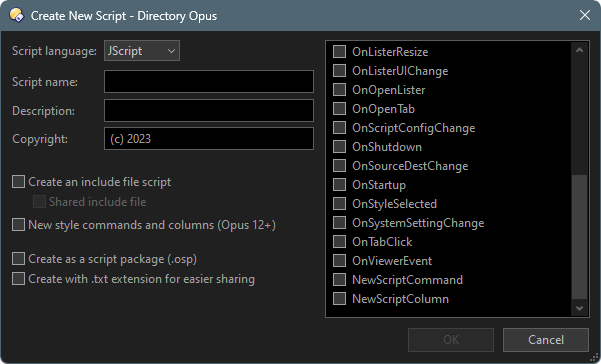 Create New Script - Directory Opus
Script language: JScript
Script name:
Description:
Copyright: (c) 2023
Create an include file script
Shared include file
New style commands and columns (Opus 12+)
Create as a script package (.osp)
Create with .txt extension for easier sharing
OnListerResize
OnListerUIChange
OnOpenLister
OnOpenTab
OnScriptConfigChange
OnShutdown
OnSourceDestChange
OnStartup
OnStyleSelected
OnSystemSettingChange
OnTabClick
OnViewerEvent
NewScriptCommand
NewScriptColumn
OK Cancel